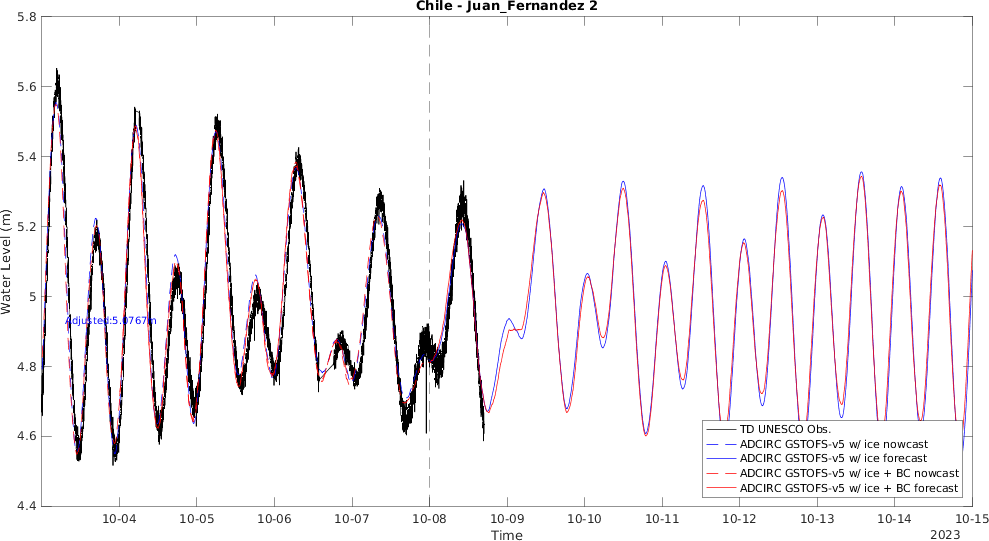 Chile - Juan_Fernandez 2
Water Level (m)
5.8
5.6
5.4
5.2
5
4.8
4.6
4.4
Adjusted:5.0767m
TD UNESCO Obs.
ADCIRC GSTOFS-v5 w/ ice nowcast
ADCIRC GSTOFS-v5 w/ ice forecast
ADCIRC GSTOFS-v5 w/ ice + BC nowcast
ADCIRC GSTOFS-v5 w/ ice + BC forecast
10-04 10-05 10-06 10-07 10-08 10-09 10-10 10-11 10-12 10-13 10-14 10-15
Time
2023